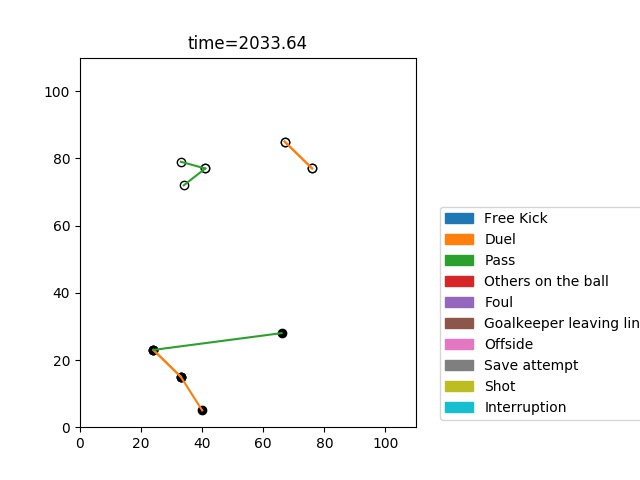 time=2033.64
100
80
60
40
20
0
0 20 40 60 80 100
Free Kick
Duel
Pass
Others on the ball
Foul
Goalkeeper leaving lin
Offside
Save attempt
Shot
Interruption